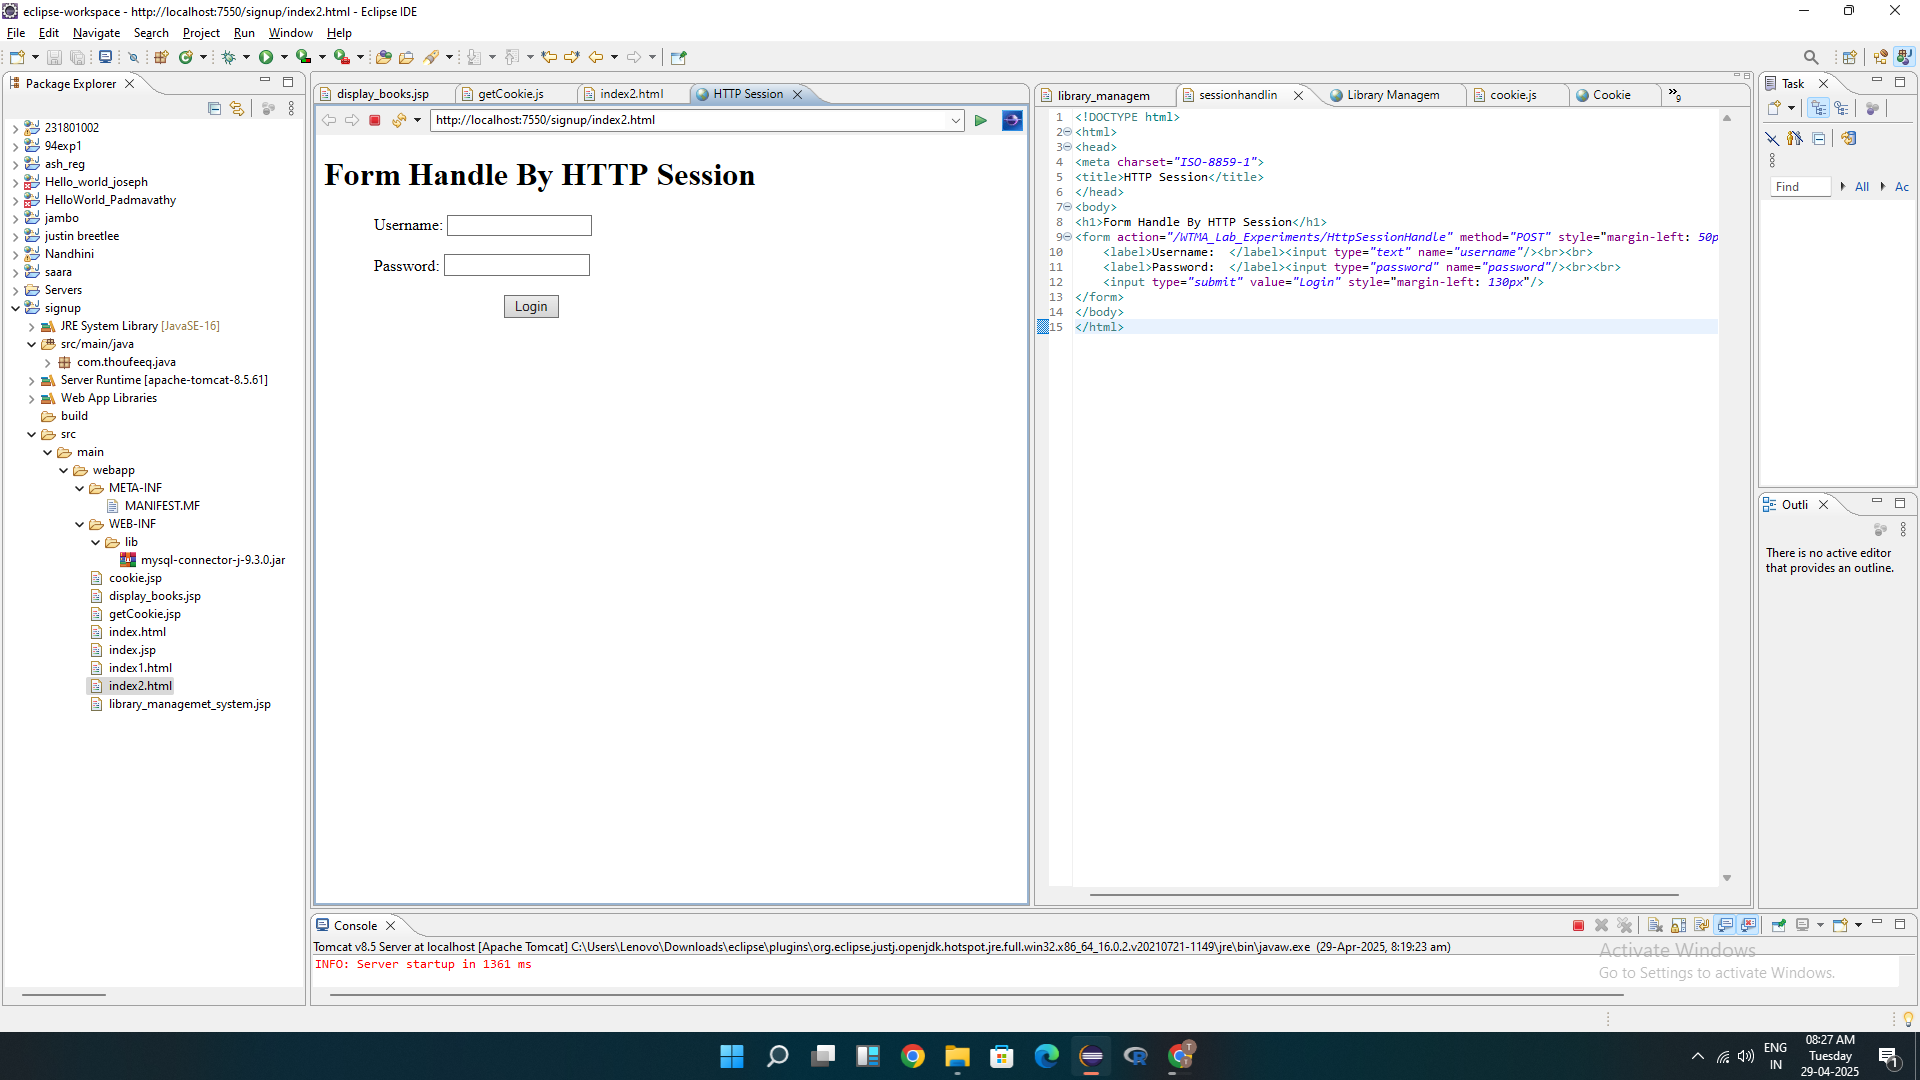 eclipse-workspace - http://localhost:7550/signup/index2.html - Eclipse IDE
File Edit Navigate Search Project Run Window Help
Package Explorer
231801002
94exp1
ash_reg
Hello_world_joseph
HelloWorld_Padmavathy
jambo
justin breetlee
Nandhini
saara
Servers
signup
JRE System Library [JavaSE-16]
src/main/java
com.thoufeeq.java
Server Runtime [apache-tomcat-8.5.61]
Web App Libraries
build
src
main
webapp
META-INF
MANIFEST.MF
WEB-INF
lib
mysql-connector-j-9.3.0.jar
cookie.jsp
display_books.jsp
getCookie.jsp
index.html
index.jsp
index1.html
index2.html
library_managemet_system.jsp
display_books.jsp getCookie.js index2.html HTTP Session
http://localhost:7550/signup/index2.html
Form Handle By HTTP Session
Username:
Password:
Login
library_managem sessionhandlin Library Managem cookie.js Cookie »9
1 <!DOCTYPE html>
2 <html>
3 <head>
4 <meta charset="ISO-8859-1">
5 <title>HTTP Session</title>
6 </head>
7 <body>
8 <h1>Form Handle By HTTP Session</h1>
9 <form action="/WTMA_Lab_Experiments/HttpSessionHandle" method="POST" style="margin-left: 50p
10 <label>Username: </label><input type="text" name="username"/><br><br>
11 <label>Password: </label><input type="password" name="password"/><br><br>
12 <input type="submit" value="Login" style="margin-left: 130px"/>
13 </form>
14 </body>
15 </html>
Task
Find All Ac
Outli
There is no active editor
that provides an outline.
Console
Tomcat v8.5 Server at localhost [Apache Tomcat] C:\Users\Lenovo\Downloads\eclipse\plugins\org.eclipse.justj.openjdk.hotspot.jre.full.win32.x86_64_16.0.2.v20210721-1149\jre\bin\javaw.exe (29-Apr-2025, 8:19:23 am)
INFO: Server startup in 1361 ms
Activate Windows
Go to Settings to activate Windows.
ENG
IN
08:27 AM
Tuesday
29-04-2025
1